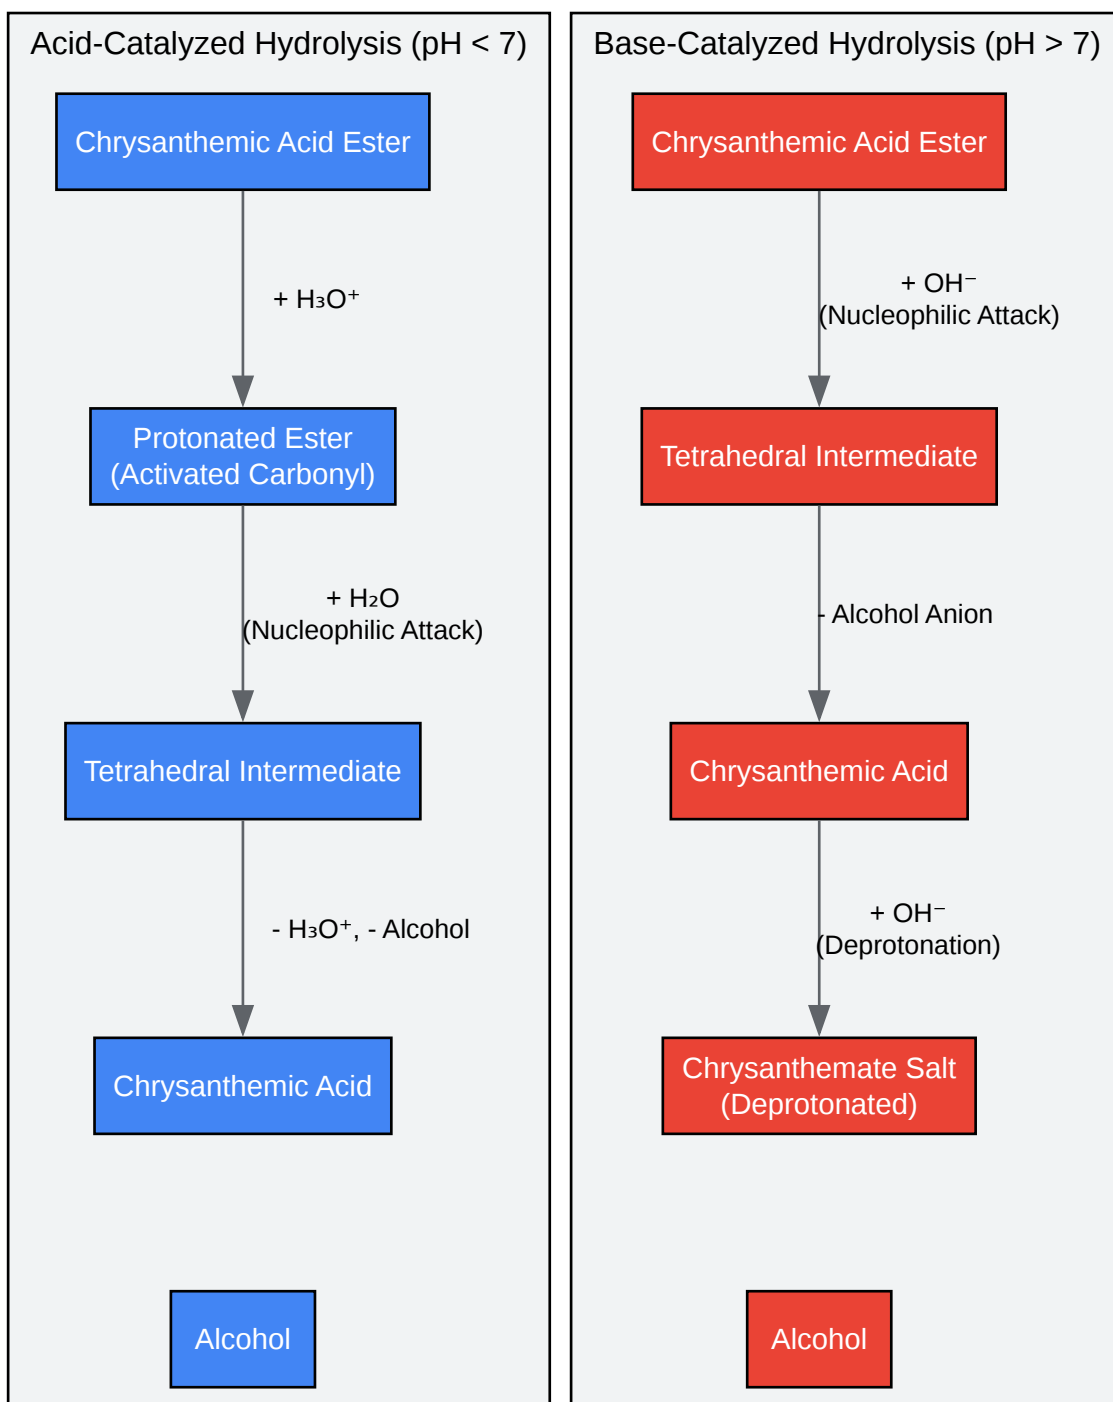 Acid-Catalyzed Hydrolysis (pH < 7)
Chrysanthemic Acid Ester
+ H₃O⁺
Protonated Ester
(Activated Carbonyl)
+ H₂O
(Nucleophilic Attack)
Tetrahedral Intermediate
- H₃O⁺, - Alcohol
Chrysanthemic Acid
Alcohol
Base-Catalyzed Hydrolysis (pH > 7)
Chrysanthemic Acid Ester
+ OH⁻
(Nucleophilic Attack)
Tetrahedral Intermediate
- Alcohol Anion
Chrysanthemic Acid
+ OH⁻
(Deprotonation)
Chrysanthemate Salt
(Deprotonated)
Alcohol